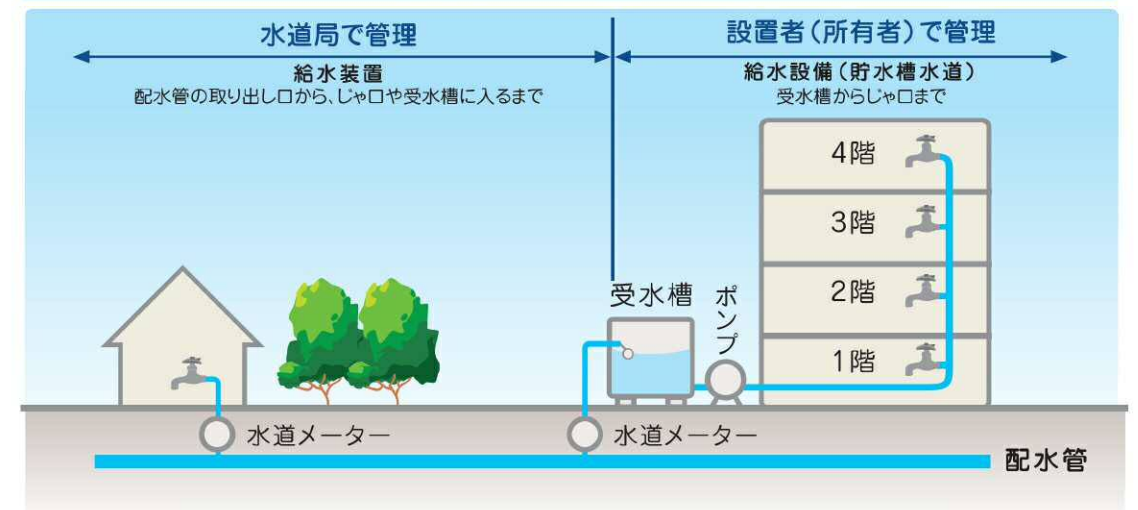 水道局で管理
設置者(所有者)で管理
給水装置
配水管の取り出し口から、じゃ口や受水槽に入るまで
給水設備(貯水槽水道)
受水槽からじゃ口まで
4階
3階
2階
1階
受水槽
ポンプ
水道メーター
水道メーター
配水管